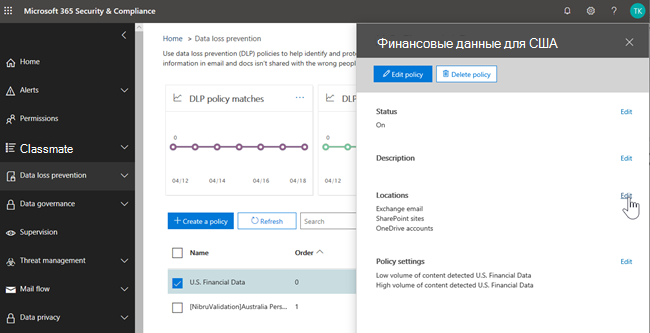 Microsoft 365 Security & Compliance
TK
Home
Alerts
Permissions
Classmate
Data loss prevention
Data governance
Supervision
Threat management
Mail flow
Data privacy
Home > Data loss prevention
Use data loss prevention (DLP) policies to help identify and prote
information in email and docs isn't shared with the wrong people
DLP policy matches
0
04/12 04/14 04/16 04/18
DLP
0
04/12
+ Create a policy
Refresh
Search
Name Order
U.S. Financial Data 0
[NibruValidation]Australia Pers... 1
Финансовые данные для США
Edit policy
Delete policy
Status Edit
On
Description Edit
Locations Edit
Exchange email
SharePoint sites
OneDrive accounts
Policy settings Edit
Low volume of content detected U.S. Financial Data
High volume of content detected U.S. Financial Data